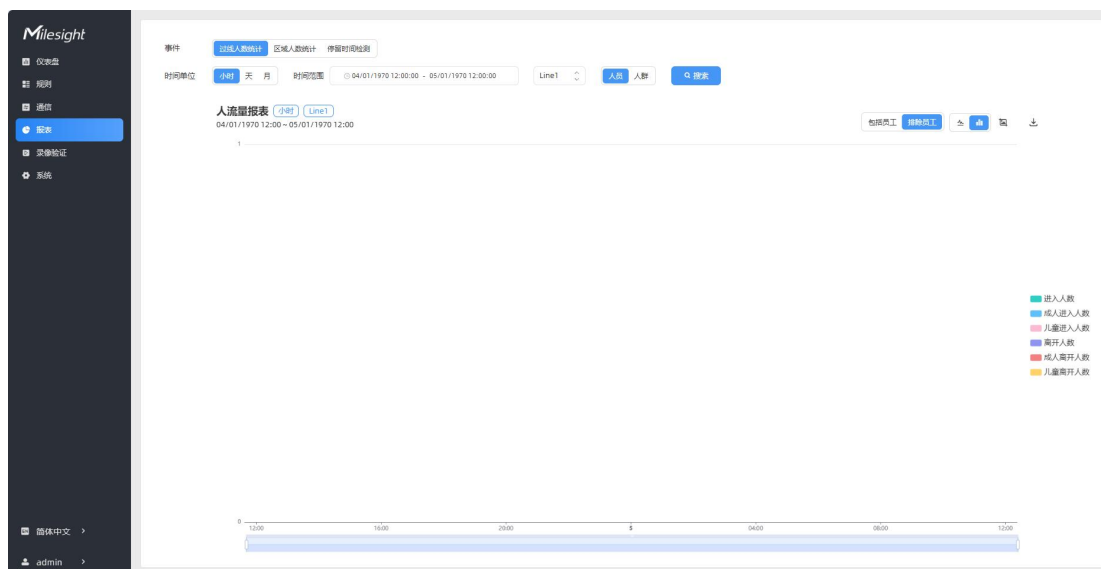 Milesight
仪表盘
规则
通信
报表
录像验证
系统
简体中文
admin
事件 过线人数统计 区域人数统计 停留时间检测
时间单位 小时 天 月 时间范围 04/01/1970 12:00:00 - 05/01/1970 12:00:00 Line1 人员 人群 搜索
人流量报表 小时 Line1
04/01/1970 12:00 ~ 05/01/1970 12:00
包括员工 排除员工
1
进入人数
成人进入人数
儿童进入人数
离开人数
成人离开人数
儿童离开人数
0
12:00 16:00 20:00 5 04:00 08:00 12:00